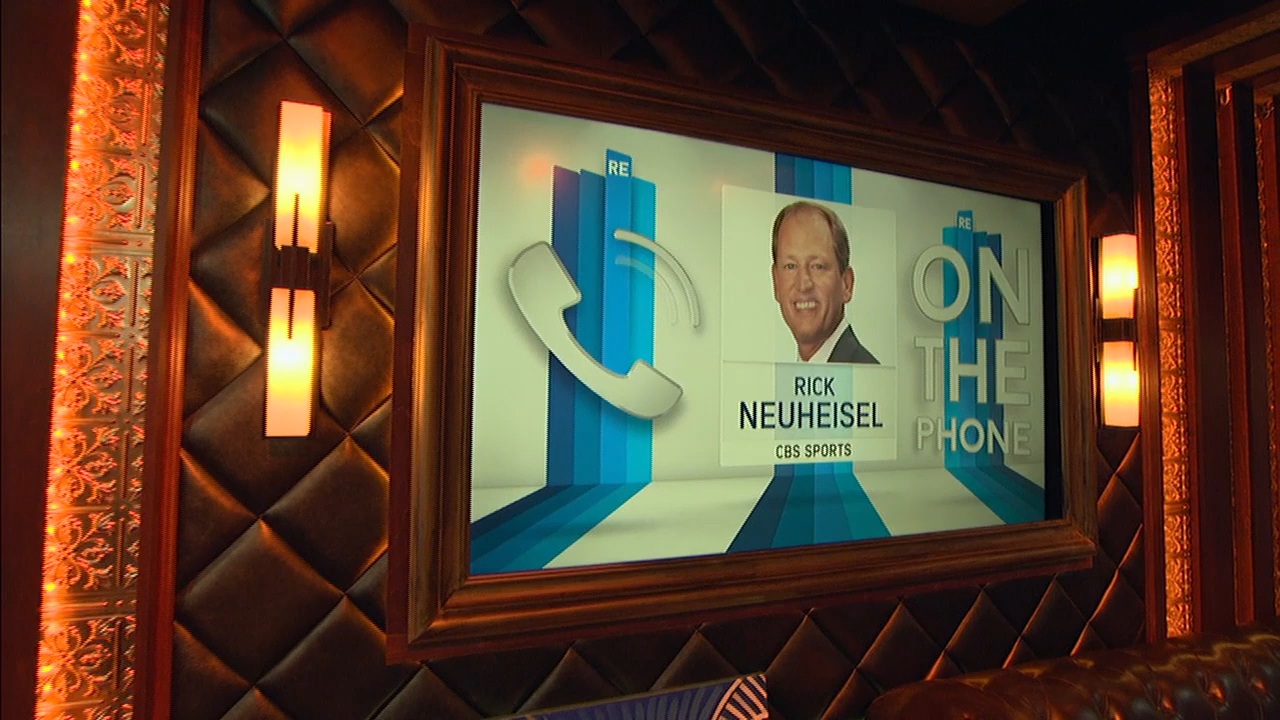 RE
RICK
NEUHEISEL
CBS SPORTS
RE
ON
THE
PHONE